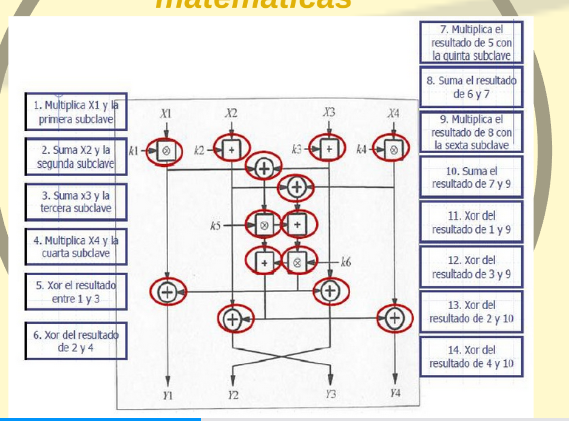 matemáticas
1. Multiplica X1 y la
primera subclave
2. Suma X2 y la
segunda subclave
3. Suma x3 y la
tercera subclave
4. Multiplica X4 y la
cuarta subclave
5. Xor el resultado
entre 1 y 3
6. Xor del resultado
de 2 y 4
X1 X2 X3 X4
k1 k2 k3 k4
k5
k6
Y1 Y2 Y3 Y4
7. Multiplica el
resultado de 5 con
la quinta subclave
8. Suma el resultado
de 6 y 7
9. Multiplica el
resultado de 8 con
la sexta subclave
10. Suma el
resultado de 7 y 9
11. Xor del
resultado de 1 y 9
12. Xor del
resultado de 3 y 9
13. Xor del
resultado de 2 y 10
14. Xor del
resultado de 4 y 10